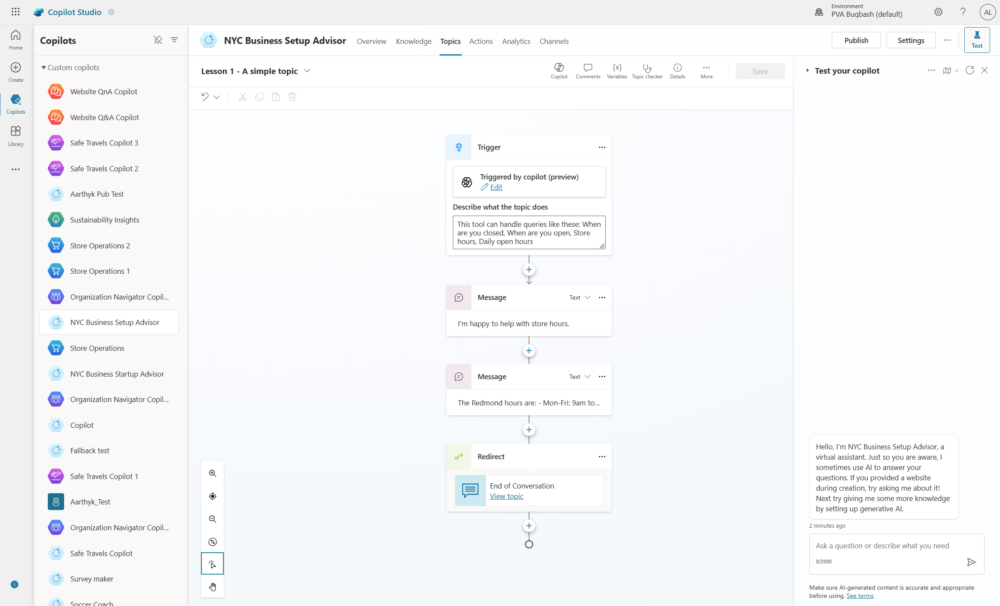 Copilot Studio
Environment
PVA Bugbash (default)
AL
Home
Create
Copilots
Library
Copilots
Custom copilots
Website QnA Copilot
Website Q&A Copilot
Safe Travels Copilot 3
Safe Travels Copilot 2
Aarthyk Pub Test
Sustainability Insights
Store Operations 2
Store Operations 1
Organization Navigator Copil...
NYC Business Setup Advisor
Store Operations
NYC Business Startup Advisor
Organization Navigator Copil...
Copilot
Fallback test
Safe Travels Copilot 1
Aarthyk_Test
Organization Navigator Copil...
Safe Travels Copilot
Survey maker
Soccer Coach
NYC Business Setup Advisor
Overview
Knowledge
Topics
Actions
Analytics
Channels
Publish
Settings
Test
Lesson 1 - A simple topic
Copilot
Comments
Variables
Topic checker
Details
More
Save
Trigger
Triggered by copilot (preview)
Edit
Describe what the topic does
This tool can handle queries like these: When
are you closed, When are you open, Store
hours, Daily open hours
Message
Text
I'm happy to help with store hours.
Message
Text
The Redmond hours are: - Mon-Fri: 9am to...
Redirect
End of Conversation
View topic
Test your copilot
Hello, I'm NYC Business Setup Advisor, a
virtual assistant. Just so you are aware, I
sometimes use AI to answer your
questions. If you provided a website
during creation, try asking me about it!
Next try giving me some more knowledge
by setting up generative AI.
2 minutes ago
Ask a question or describe what you need
0/2000
Make sure AI-generated content is accurate and appropriate
before using. See terms